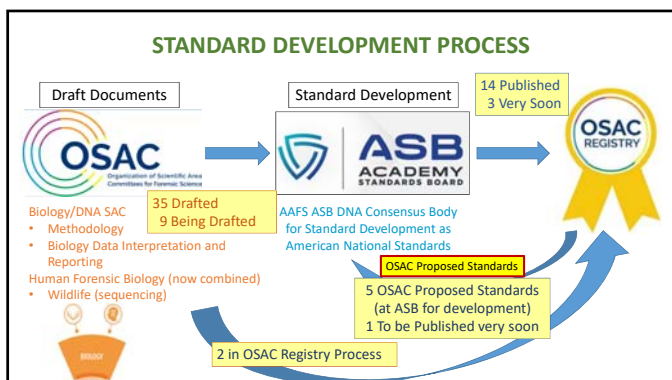 STANDARD DEVELOPMENT PROCESS
Draft Documents
Standard Development
14 Published
3 Very Soon
OSAC
Organization of Scientific Area
Committees for Forensic Science
ASB
ACADEMY
STANDARDS BOARD
OSAC
REGISTRY
35 Drafted
9 Being Drafted
Biology/DNA SAC
• Methodology
• Biology Data Interpretation and
Reporting
Human Forensic Biology (now combined)
• Wildlife (sequencing)
AAFS ASB DNA Consensus Body
for Standard Development as
American National Standards
OSAC Proposed Standards
5 OSAC Proposed Standards
(at ASB for development)
1 To be Published very soon
2 in OSAC Registry Process
BIOLOGY